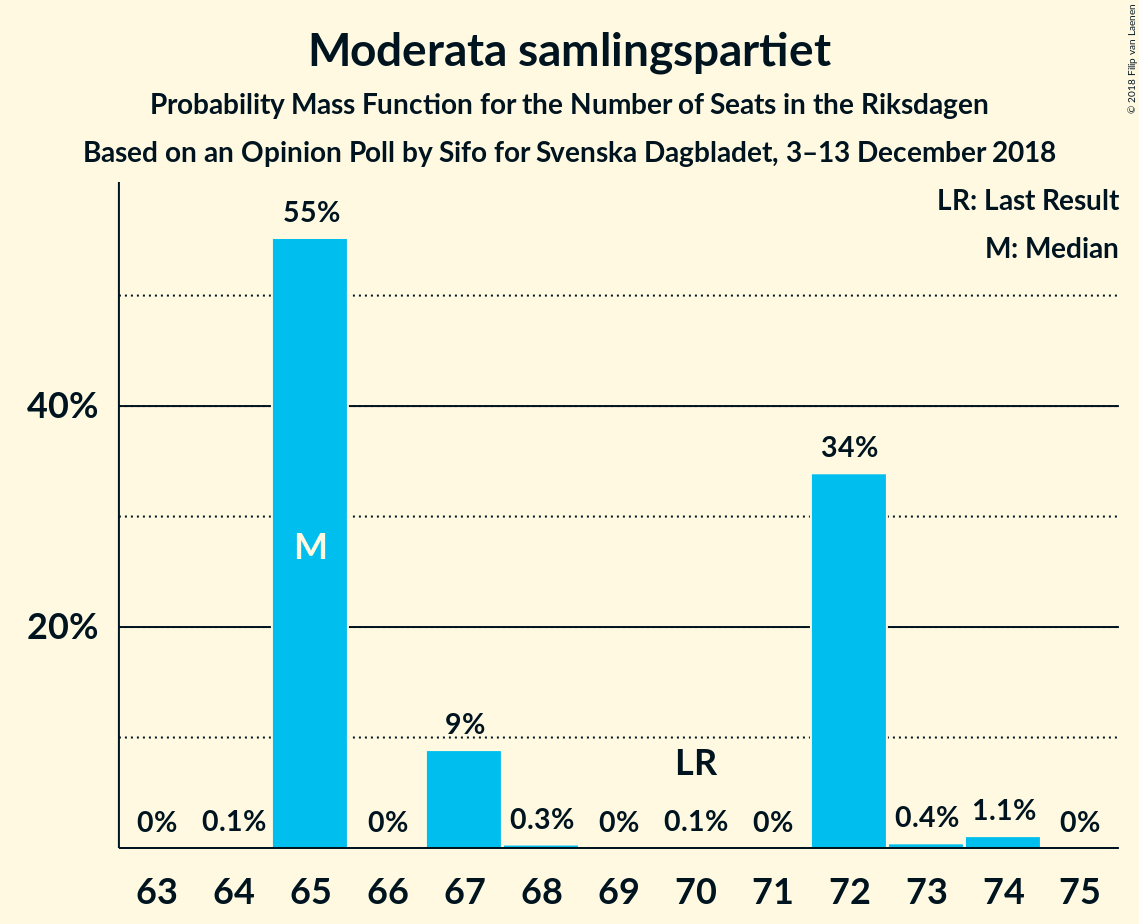 Moderata samlingspartiet
Probability Mass Function for the Number of Seats in the Riksdagen
Based on an Opinion Poll by Sifo for Svenska Dagbladet, 3–13 December 2018
© 2018 Filip van Laenen
LR: Last Result
M: Median
55%
40%
34%
M
20%
9%
LR
0% 0.1% 0% 0.3% 0% 0.1% 0% 0.4% 1.1% 0%
63 64 65 66 67 68 69 70 71 72 73 74 75